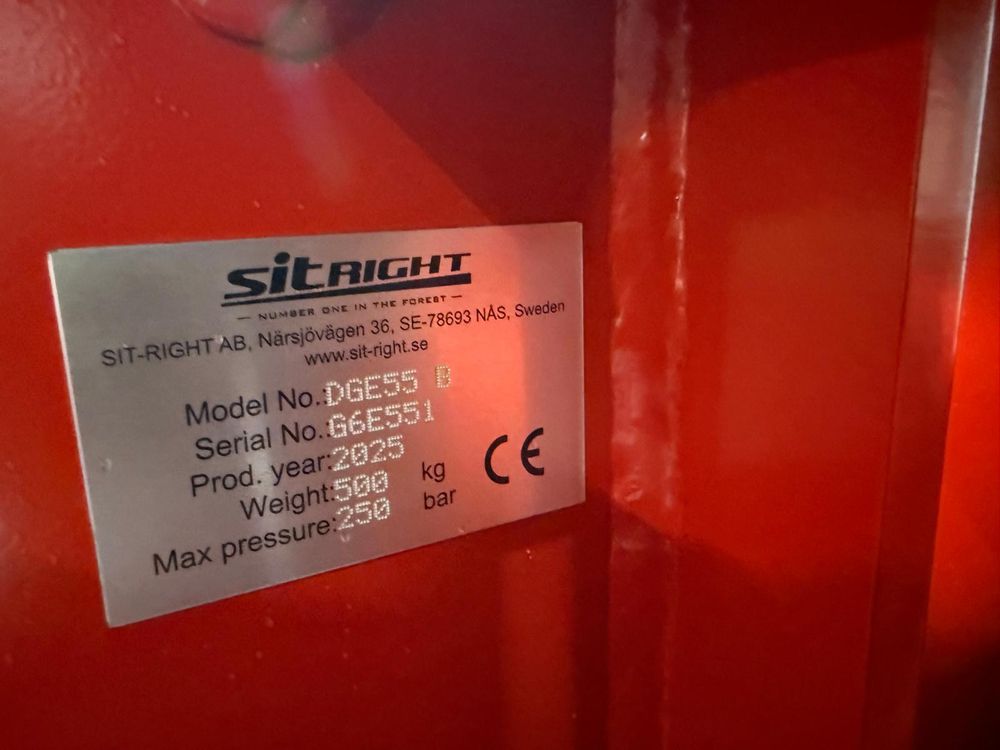 sitRIGHT
— NUMBER ONE IN THE FOREST —
SIT-RIGHT AB, Närsjövägen 36, SE-78693 NÅS, Sweden
www.sit-right.se
Model No.:DGE55 B
Serial No.:G6E551
Prod. year:2025
Weight:500 kg
Max pressure:250 bar
CE